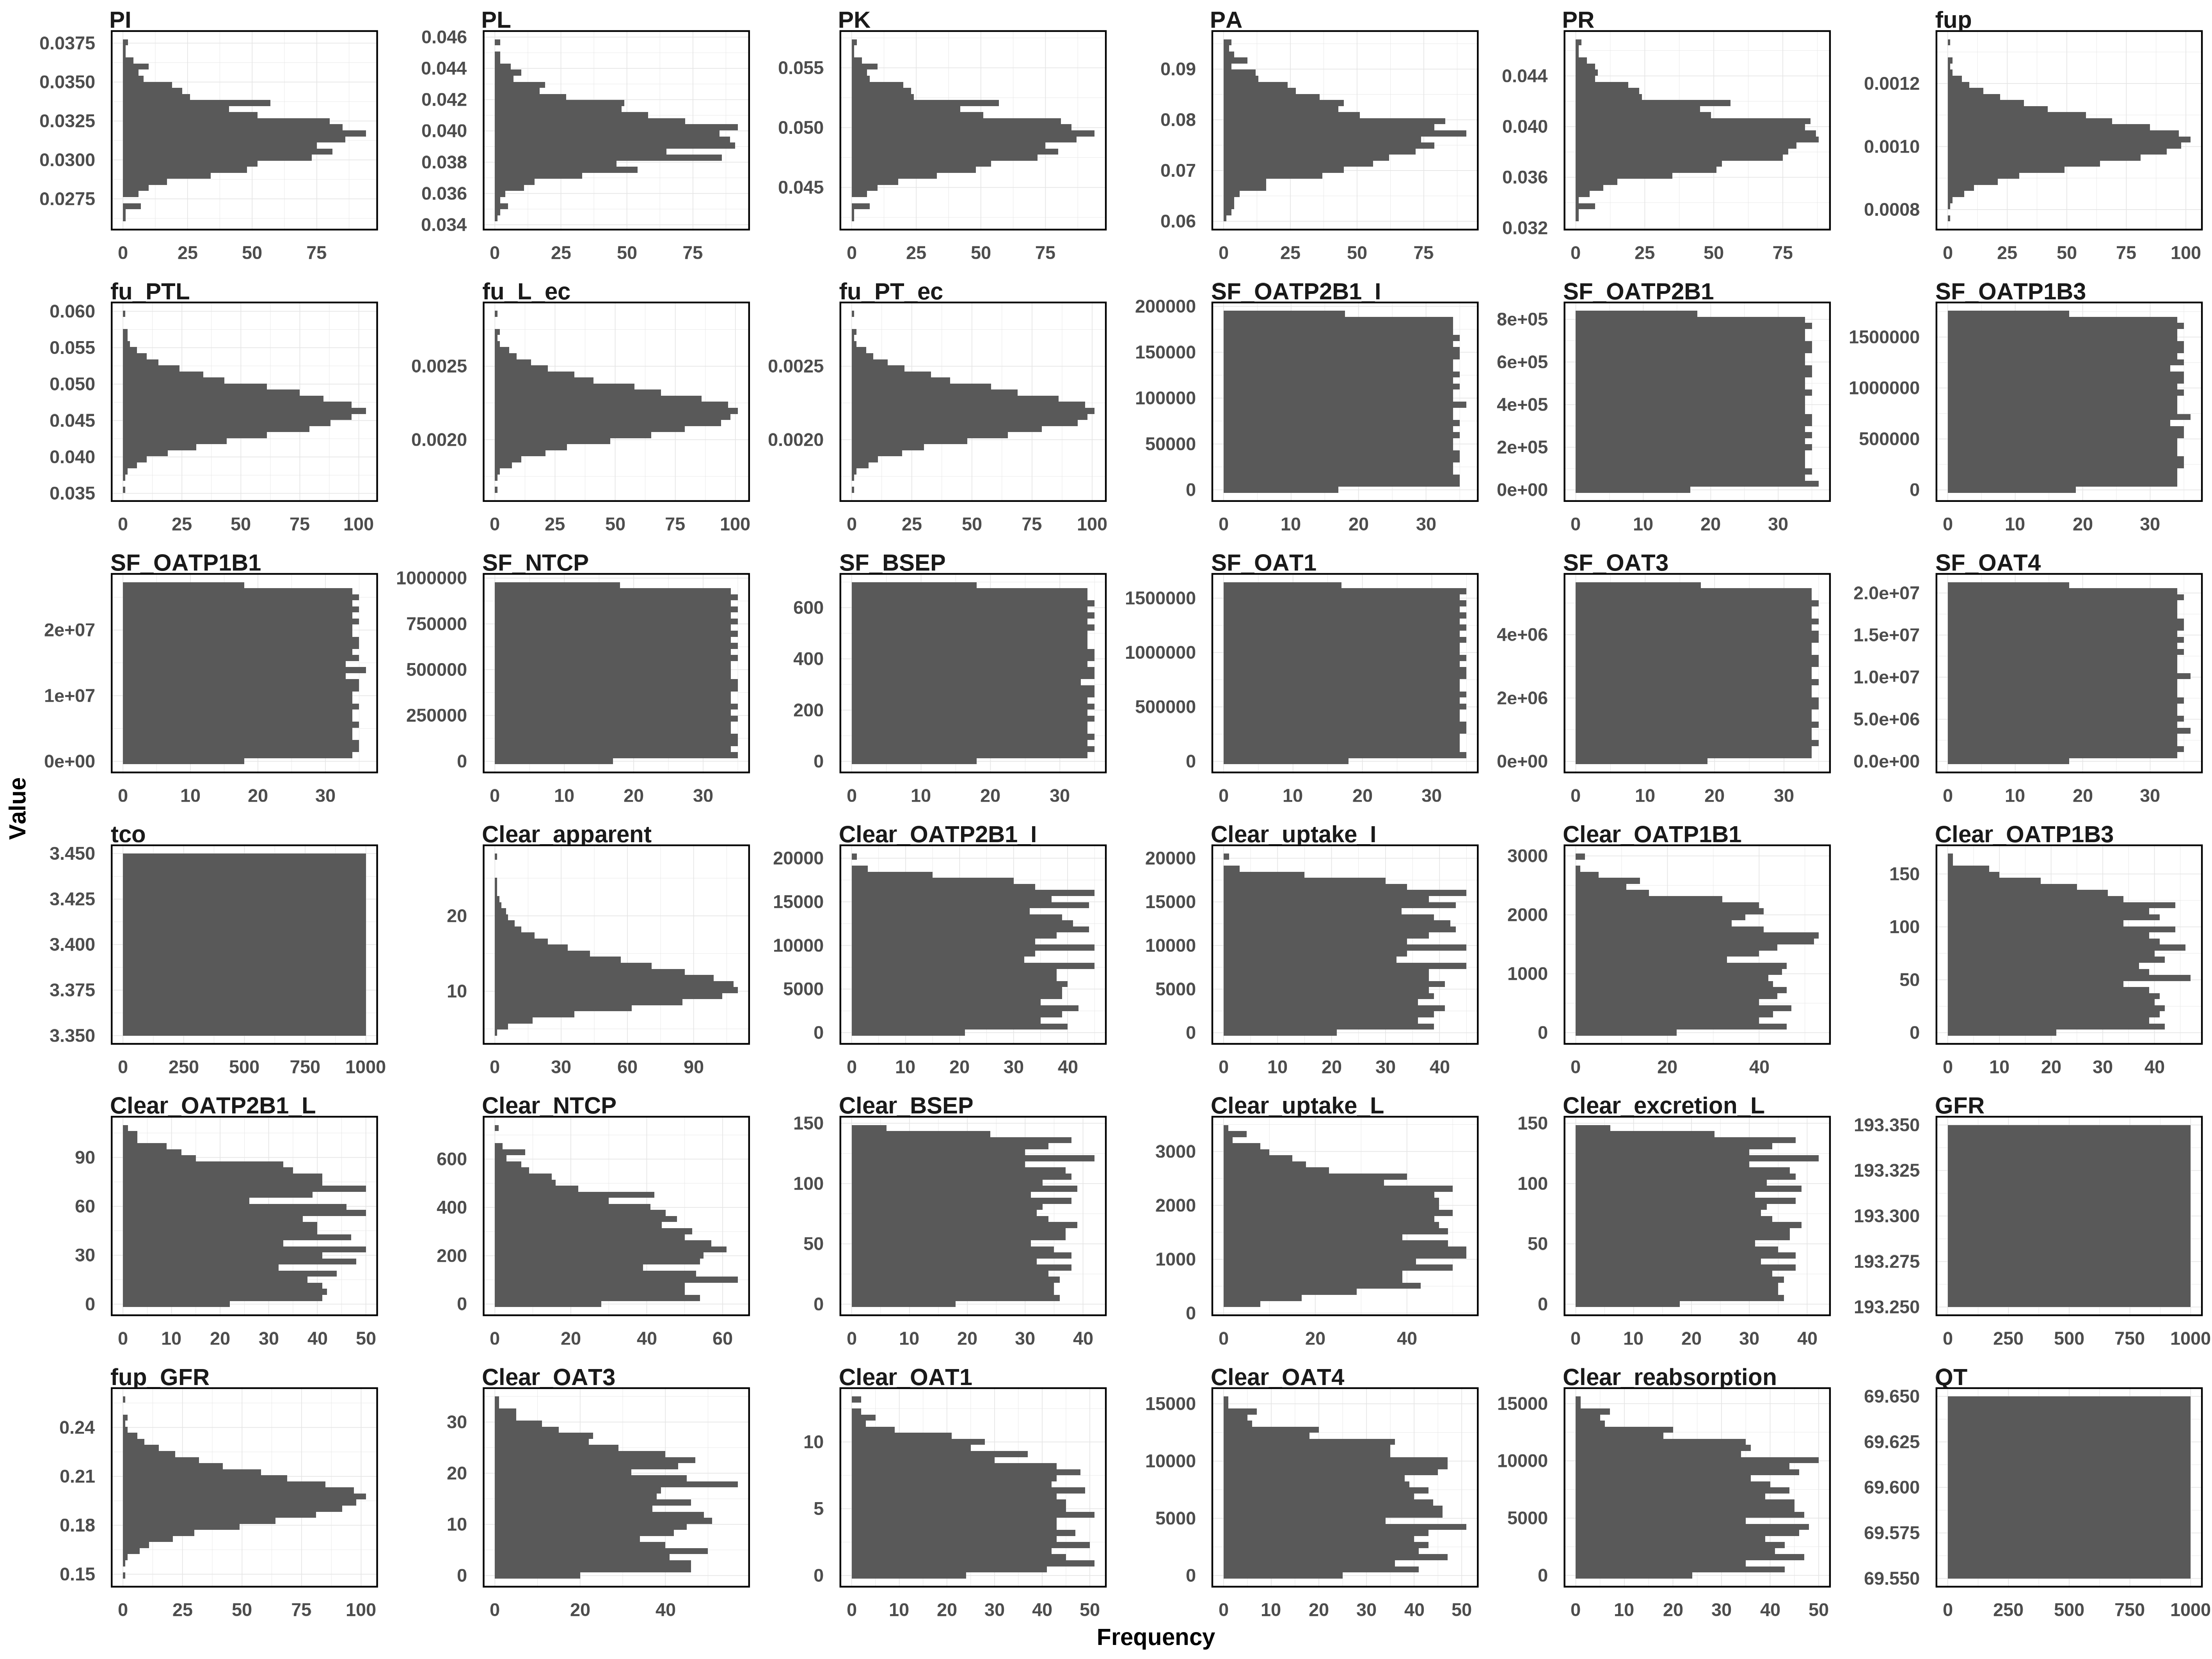 PI PL PK PA PR fup
0.0375 0.0350 0.0325 0.0300 0.0275
0.046 0.044 0.042 0.040 0.038 0.036 0.034
0.055 0.050 0.045
0.09 0.08 0.07 0.06
0.044 0.040 0.036 0.032
0.0012 0.0010 0.0008
0 25 50 75
0 25 50 75
0 25 50 75
0 25 50 75
0 25 50 75
0 25 50 75 100
fu_PTL fu_L_ec fu_PT_ec SF_OATP2B1_I SF_OATP2B1 SF_OATP1B3
0.060 0.055 0.050 0.045 0.040 0.035
0.0025 0.0020
0.0025 0.0020
200000 150000 100000 50000 0
8e+05 6e+05 4e+05 2e+05 0e+00
1500000 1000000 500000 0
0 25 50 75 100
0 25 50 75 100
0 25 50 75 100
0 10 20 30
0 10 20 30
0 10 20 30
SF_OATP1B1 SF_NTCP SF_BSEP SF_OAT1 SF_OAT3 SF_OAT4
2e+07 1e+07 0e+00
1000000 750000 500000 250000 0
600 400 200 0
1500000 1000000 500000 0
4e+06 2e+06 0e+00
2.0e+07 1.5e+07 1.0e+07 5.0e+06 0.0e+00
0 10 20 30
0 10 20 30
0 10 20 30
0 10 20 30
0 10 20 30
0 10 20 30
Value
tco Clear_apparent Clear_OATP2B1_I Clear_uptake_I Clear_OATP1B1 Clear_OATP1B3
3.450 3.425 3.400 3.375 3.350
20 10
20000 15000 10000 5000 0
20000 15000 10000 5000 0
3000 2000 1000 0
150 100 50 0
0 250 500 750 1000
0 30 60 90
0 10 20 30 40
0 10 20 30 40
0 20 40
0 10 20 30 40
Clear_OATP2B1_L Clear_NTCP Clear_BSEP Clear_uptake_L Clear_excretion_L GFR
90 60 30 0
600 400 200 0
150 100 50 0
3000 2000 1000 0
150 100 50 0
193.350 193.325 193.300 193.275 193.250
0 10 20 30 40 50
0 20 40 60
0 10 20 30 40
0 20 40
0 10 20 30 40
0 250 500 750 1000
fup_GFR Clear_OAT3 Clear_OAT1 Clear_OAT4 Clear_reabsorption QT
0.24 0.21 0.18 0.15
30 20 10 0
10 5 0
15000 10000 5000 0
15000 10000 5000 0
69.650 69.625 69.600 69.575 69.550
0 25 50 75 100
0 20 40
0 10 20 30 40 50
0 10 20 30 40 50
0 10 20 30 40 50
0 250 500 750 1000
Frequency